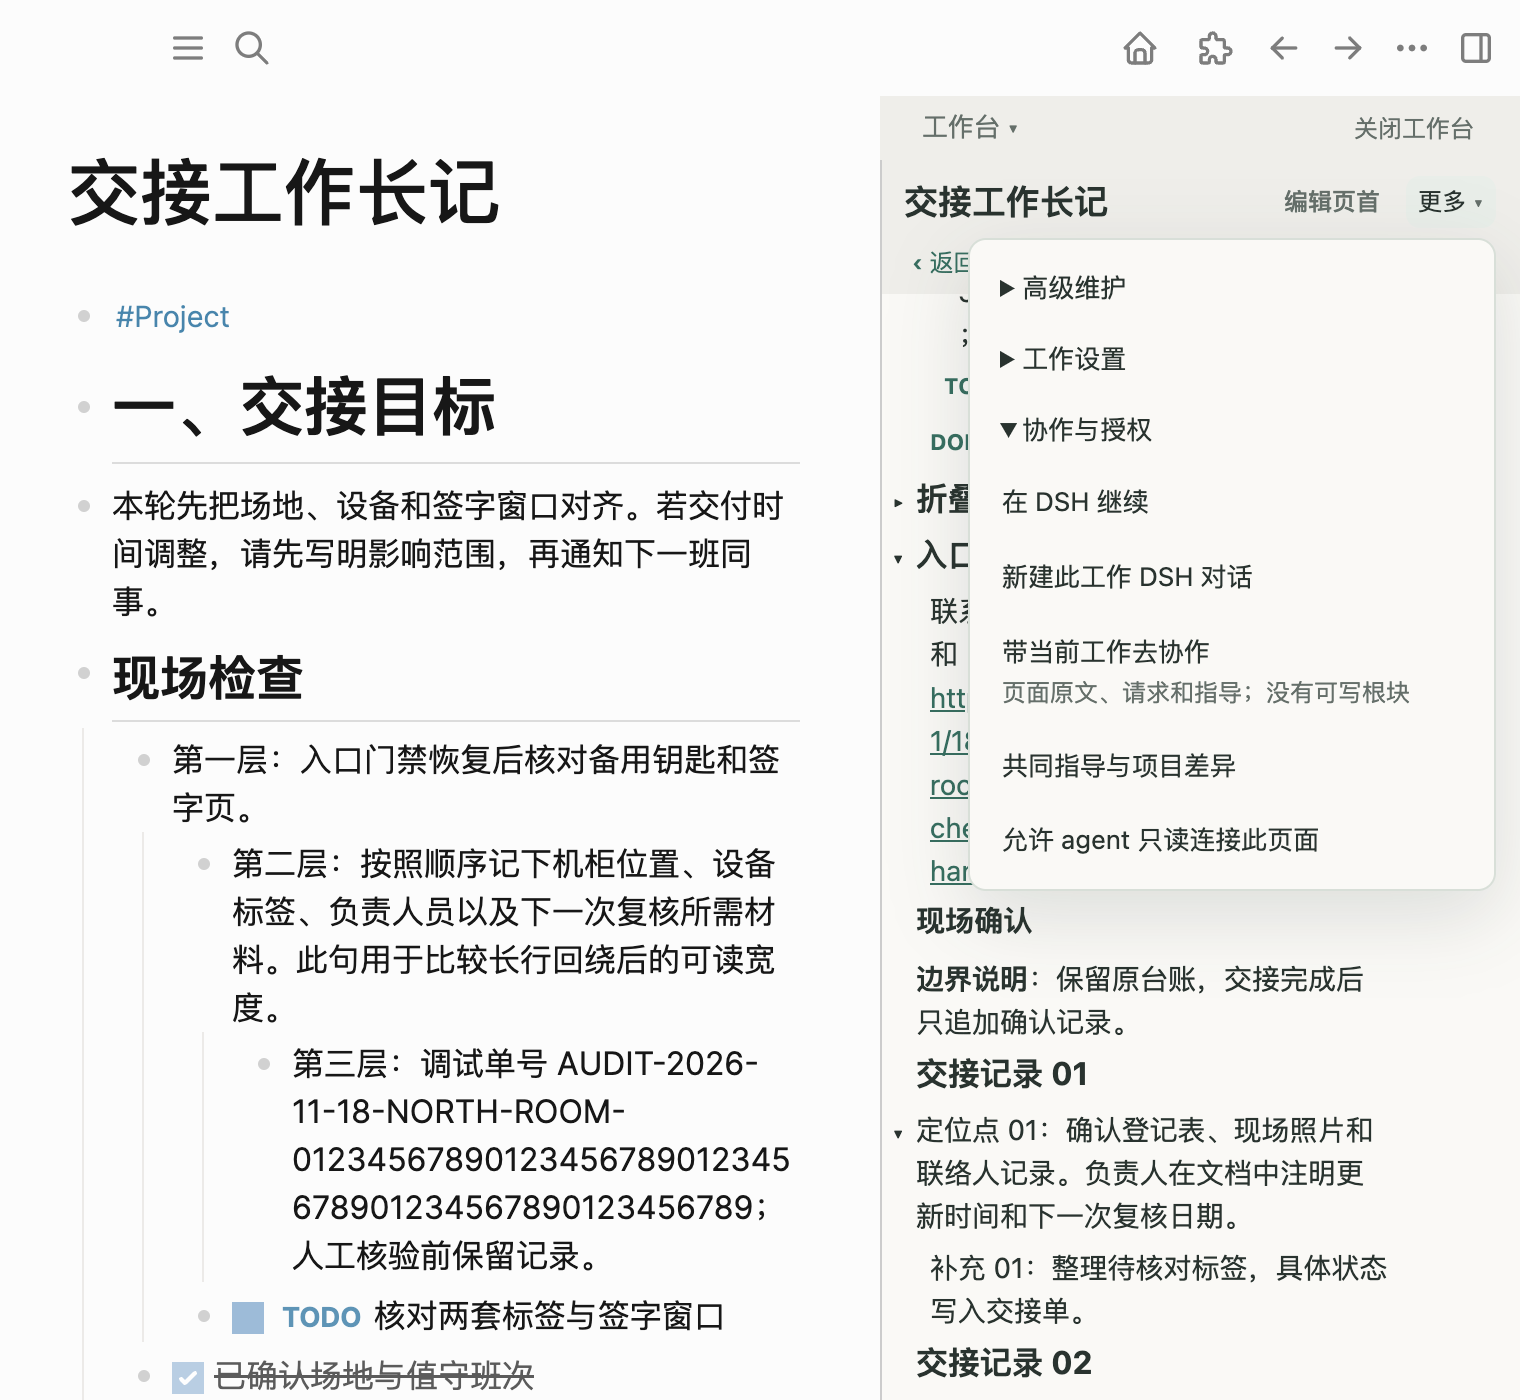 交接工作长记
#Project
一、交接目标
本轮先把场地、设备和签字窗口对齐。若交付时
间调整，请先写明影响范围，再通知下一班同
事。
现场检查
第一层：入口门禁恢复后核对备用钥匙和签
字页。
第二层：按照顺序记下机柜位置、设备
标签、负责人员以及下一次复核所需材
料。此句用于比较长行回绕后的可读宽
度。
第三层：调试单号 AUDIT-2026-
11-18-NORTH-ROOM-
01234567890123456789012345
678901234567890123456789；
人工核验前保留记录。
TODO 核对两套标签与签字窗口
已确认场地与值守班次
工作台 ▾
关闭工作台
交接工作长记
编辑页首
更多 ▾
‹ 返回
;
折叠
入口
联系
和
htt
1/18
roo
che
har
▶ 高级维护
▶ 工作设置
▼ 协作与授权
在 DSH 继续
新建此工作 DSH 对话
带当前工作去协作
页面原文、请求和指导；没有可写根块
共同指导与项目差异
允许 agent 只读连接此页面
现场确认
边界说明：保留原台账，交接完成后
只追加确认记录。
交接记录 01
定位点 01：确认登记表、现场照片和
联络人记录。负责人在文档中注明更
新时间和下一次复核日期。
补充 01：整理待核对标签，具体状态
写入交接单。
交接记录 02